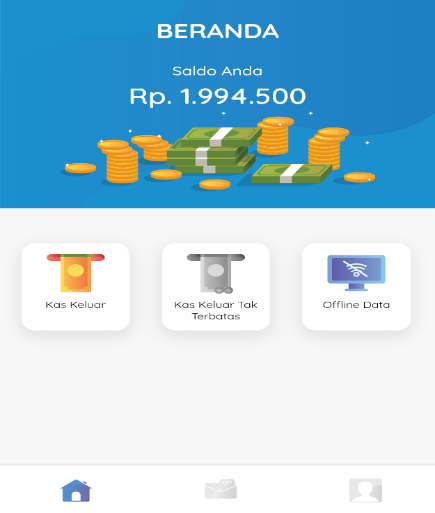 BERANDA
Saldo Anda
Rp. 1.994.500
Kas Keluar
Kas Keluar Tak
Terbatas
Offline Data